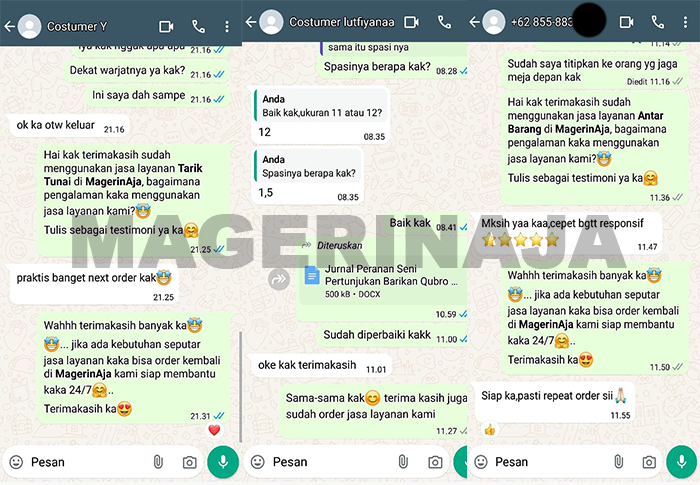 Costumer Y
Iya kak nggak apa apa
21.16
Dekat warjatnya ya kak?
21.16
Ini saya dah sampe
21.16
ok ka otw keluar
21.16
Hai kak terimakasih sudah
menggunakan jasa layanan Tarik
Tunai di MagerinAja, bagaimana
pengalaman kaka menggunakan
jasa layanan kami?🤩
Tulis sebagai testimoni ya ka🤗
21.25
praktis banget next order kak🤩
21.25
Wahhh terimakasih banyak ka🤩
🤩... jika ada kebutuhan seputar
jasa layanan kaka bisa order kembali
di MagerinAja kami siap membantu
kaka 24/7🤗..
Terimakasih ka😍
21.31
❤️
Pesan
Costumer lutfiyanaa
sama itu spasi nya
Spasinya berapa kak?
08.28
Anda
Baik kak,ukuran 11 atau 12?
12
08.35
Anda
Spasinya berapa kak?
1,5
08.35
Baik kak
08.41
Diteruskan
Jurnal Peranan Seni
Pertunjukan Barikan Qubro ...
500 kB • DOCX
10.59
Sudah diperbaiki kakk
11.00
oke kak terimakasih
11.01
Sama-sama kak😊 terima kasih juga
sudah order jasa layanan kami
11.27
Pesan
+62 855-883
11.14
Sudah saya titipkan ke orang yg jaga
meja depan kak
Diedit 11.16
Hai kak terimakasih sudah
menggunakan jasa layanan Antar
Barang di MagerinAja, bagaimana
pengalaman kaka menggunakan
jasa layanan kami?🤩
Tulis sebagai testimoni ya ka🤗
11.36
Mksih yaa kaa,cepet bgtt responsif
⭐⭐⭐⭐⭐
11.47
Wahhh terimakasih banyak ka🤩
🤩... jika ada kebutuhan seputar
jasa layanan kaka bisa order kembali
di MagerinAja kami siap membantu
kaka 24/7🤗..
Terimakasih ka😍
11.50
Siap ka,pasti repeat order sii🙏🏻
11.55
👍
Pesan
MAGERINAJA